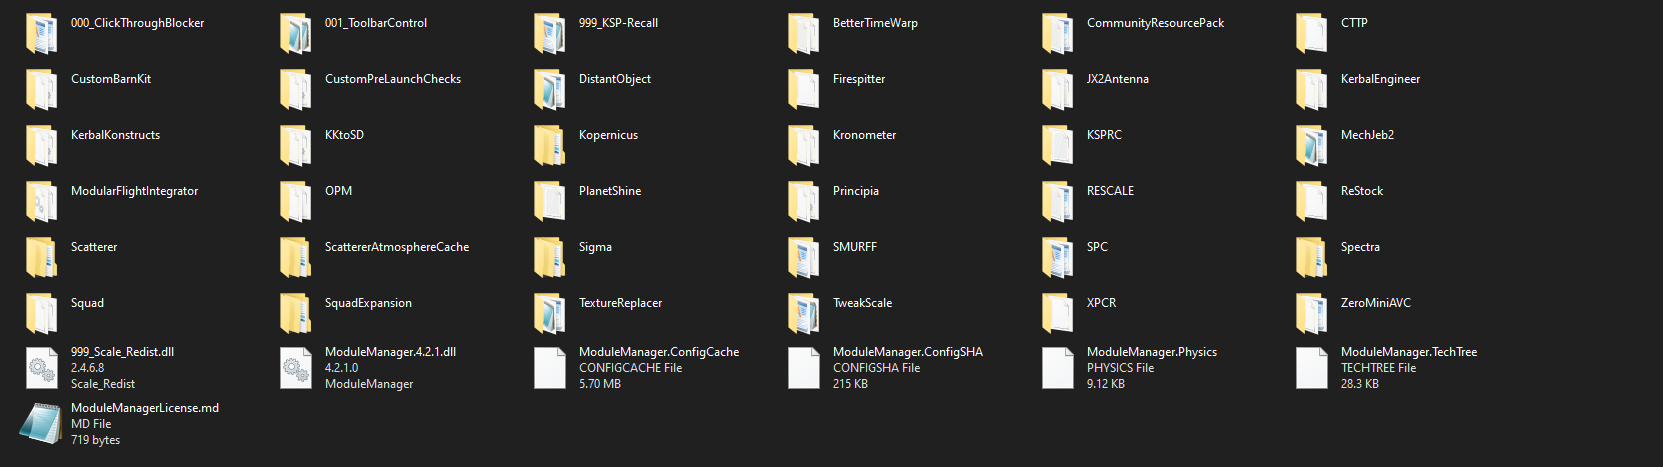 000_ClickThroughBlocker
001_ToolbarControl
999_KSP-Recall
BetterTimeWarp
CommunityResourcePack
CTTP
CustomBarnKit
CustomPreLaunchChecks
DistantObject
Firespitter
JX2Antenna
KerbalEngineer
KerbalKonstructs
KKtoSD
Kopernicus
Kronometer
KSPRC
MechJeb2
ModularFlightIntegrator
OPM
PlanetShine
Principia
RESCALE
ReStock
Scatterer
ScattererAtmosphereCache
Sigma
SMURFF
SPC
Spectra
Squad
SquadExpansion
TextureReplacer
TweakScale
XPCR
ZeroMiniAVC
999_Scale_Redist.dll
2.4.6.8
Scale_Redist
ModuleManager.4.2.1.dll
4.2.1.0
ModuleManager
ModuleManager.ConfigCache
CONFIGCACHE File
5.70 MB
ModuleManager.ConfigSHA
CONFIGSHA File
215 KB
ModuleManager.Physics
PHYSICS File
9.12 KB
ModuleManager.TechTree
TECHTREE File
28.3 KB
ModuleManagerLicense.md
MD File
719 bytes